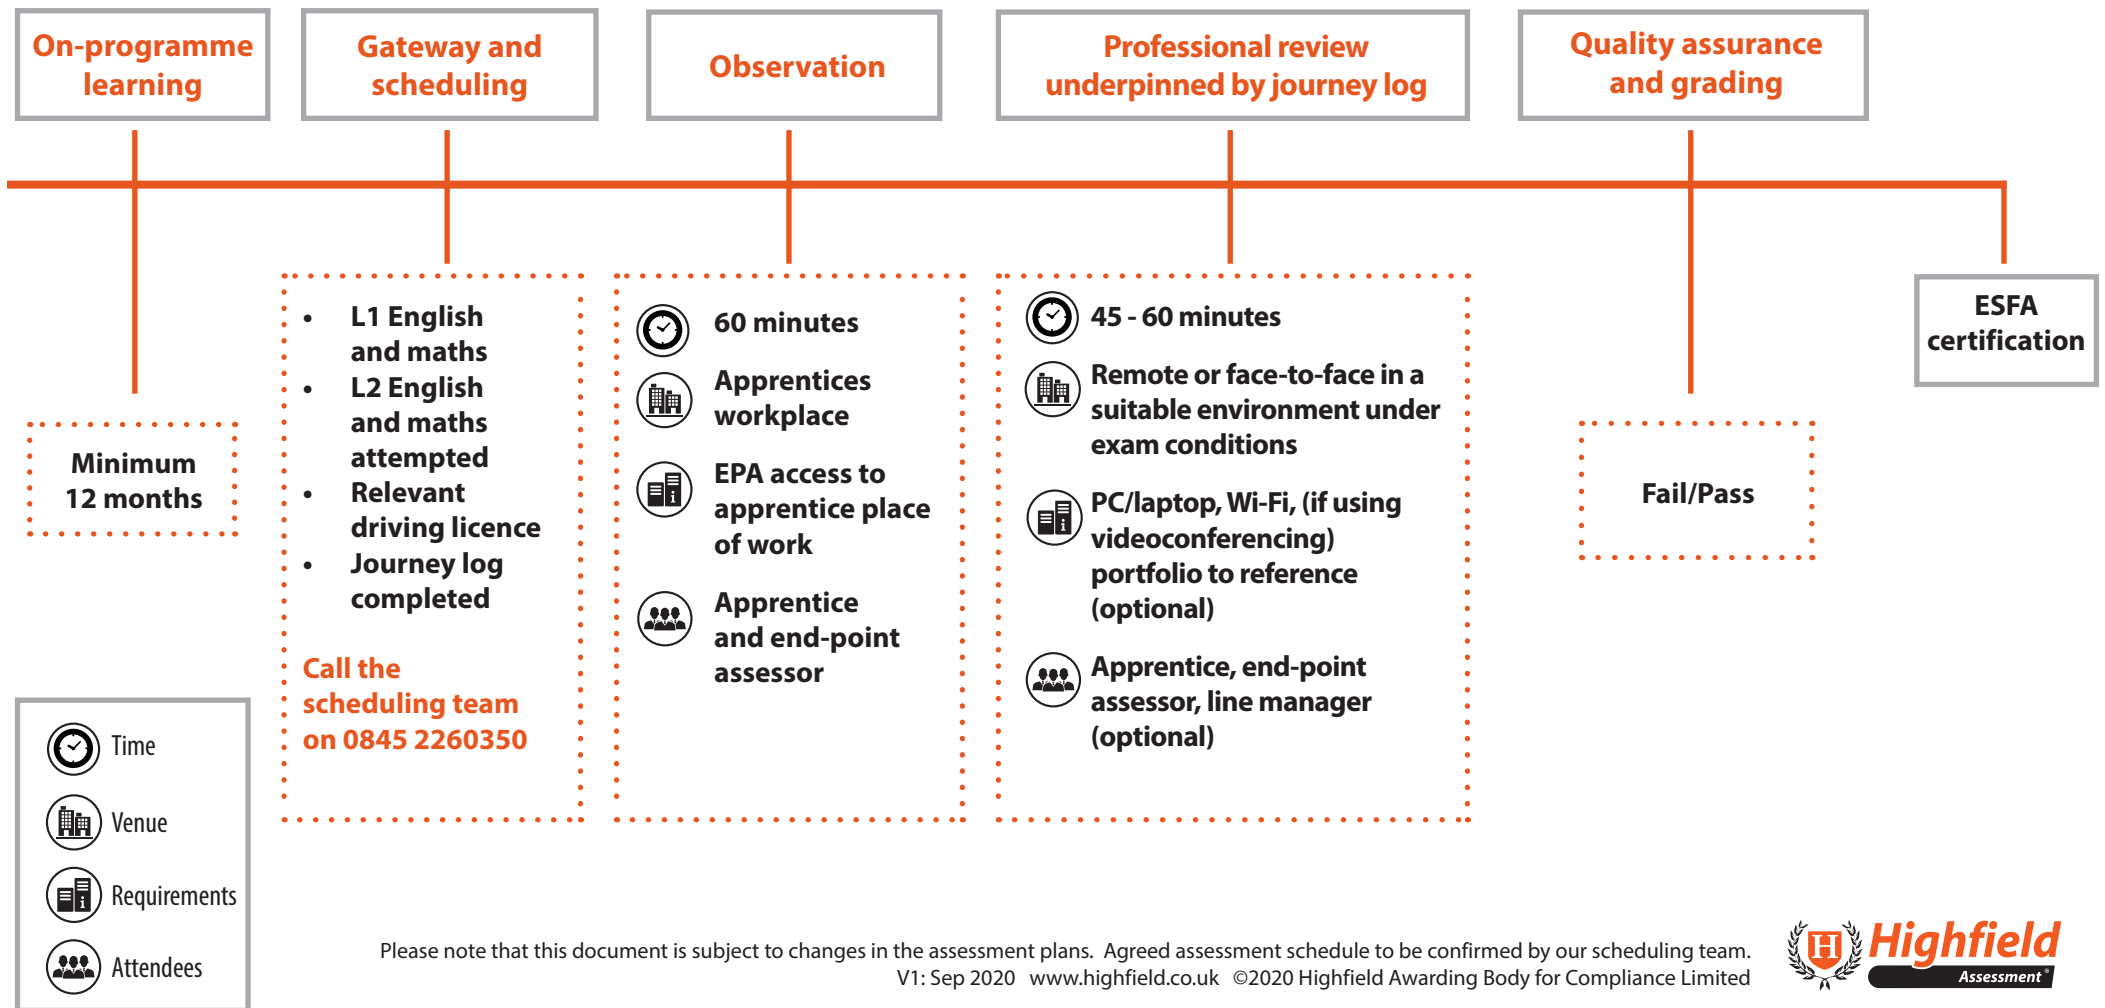 On-programme
learning
Gateway and
scheduling
Observation
Professional review
underpinned by journey log
Quality assurance
and grading
Minimum
12 months
• L1 English
and maths
• L2 English
and maths
attempted
• Relevant
driving licence
• Journey log
completed
Call the
scheduling team
on 0845 2260350
60 minutes
Apprentices
workplace
EPA access to
apprentice place
of work
Apprentice
and end-point
assessor
45 - 60 minutes
Remote or face-to-face in a
suitable environment under
exam conditions
PC/laptop, Wi-Fi, (if using
videoconferencing)
portfolio to reference
(optional)
Apprentice, end-point
assessor, line manager
(optional)
Fail/Pass
ESFA
certification
Time
Venue
Requirements
Attendees
Please note that this document is subject to changes in the assessment plans. Agreed assessment schedule to be confirmed by our scheduling team.
V1: Sep 2020 www.highfield.co.uk ©2020 Highfield Awarding Body for Compliance Limited
H
Highfield
Assessment®